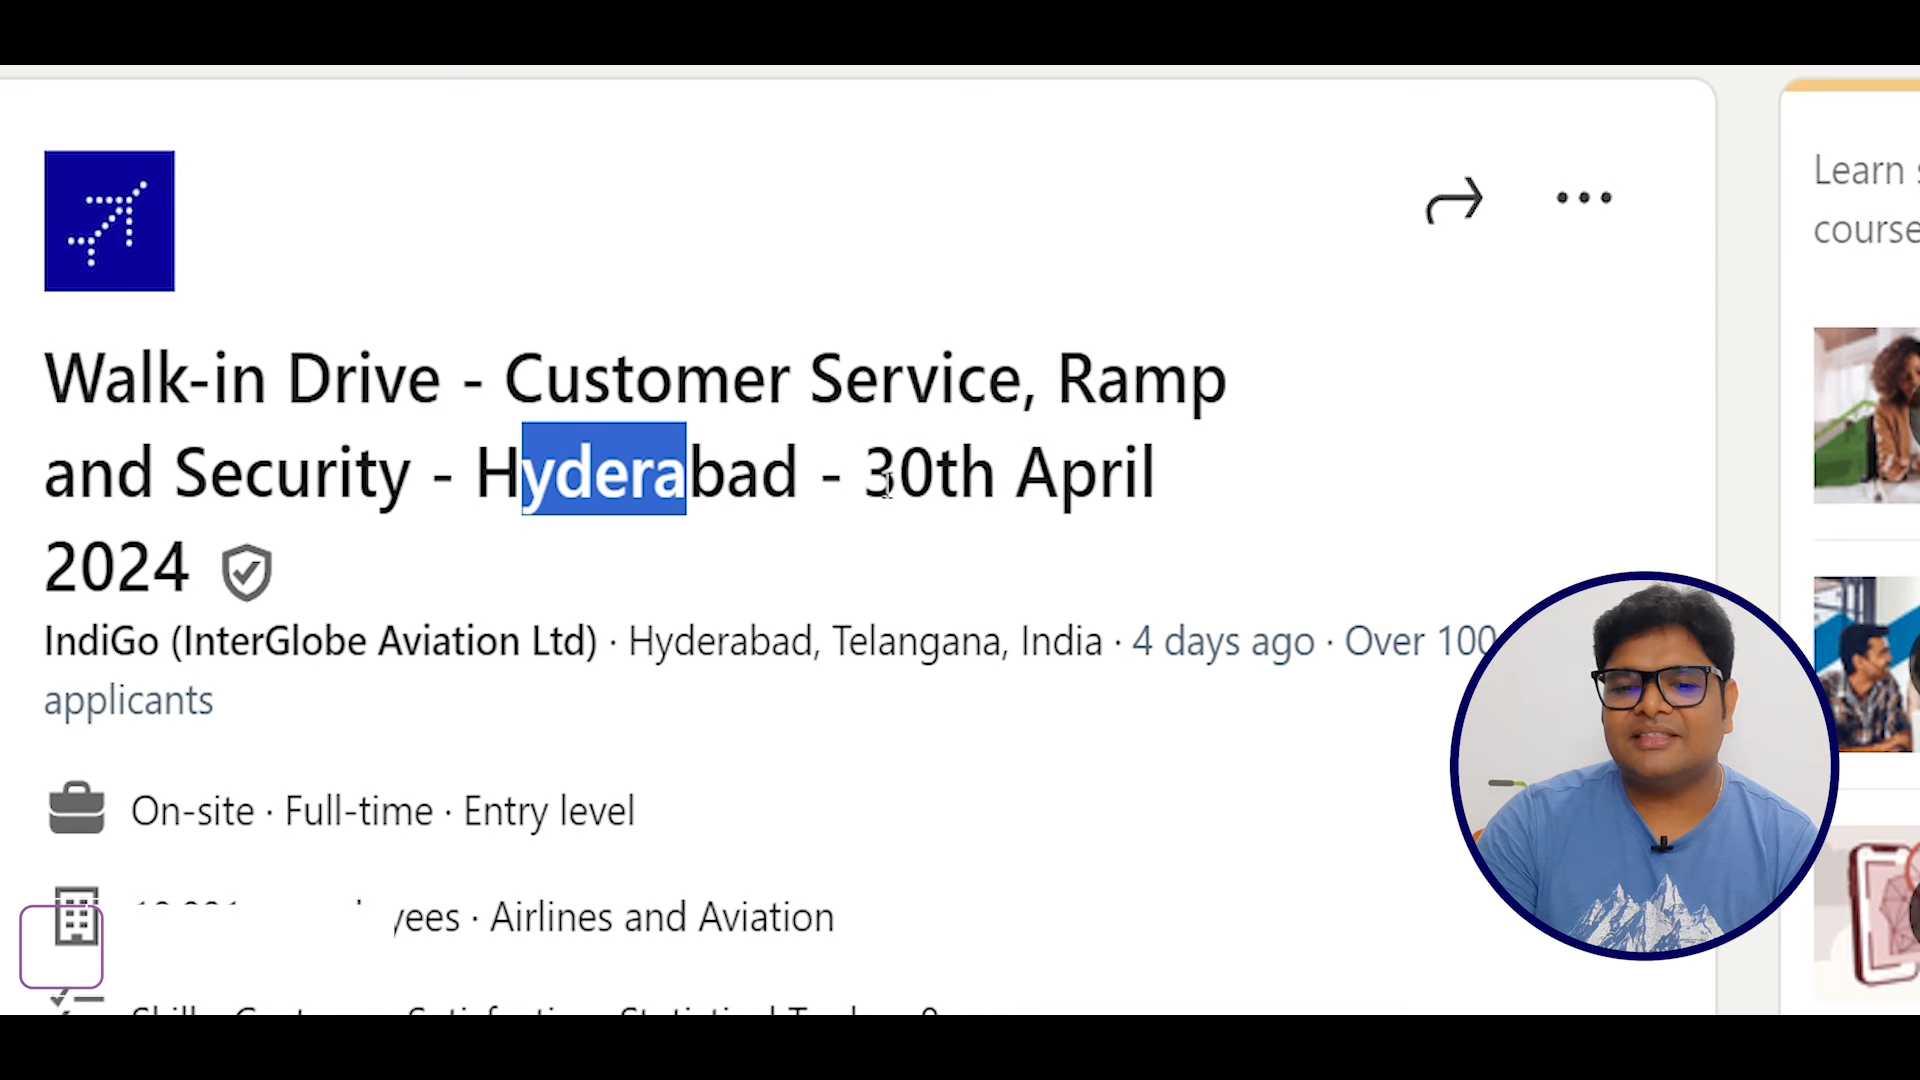 Learn
course
Walk-in Drive - Customer Service, Ramp
and Security - Hyderabad - 30th April
2024
IndiGo (InterGlobe Aviation Ltd) · Hyderabad, Telangana, India · 4 days ago · Over 100
applicants
On-site · Full-time · Entry level
yees · Airlines and Aviation